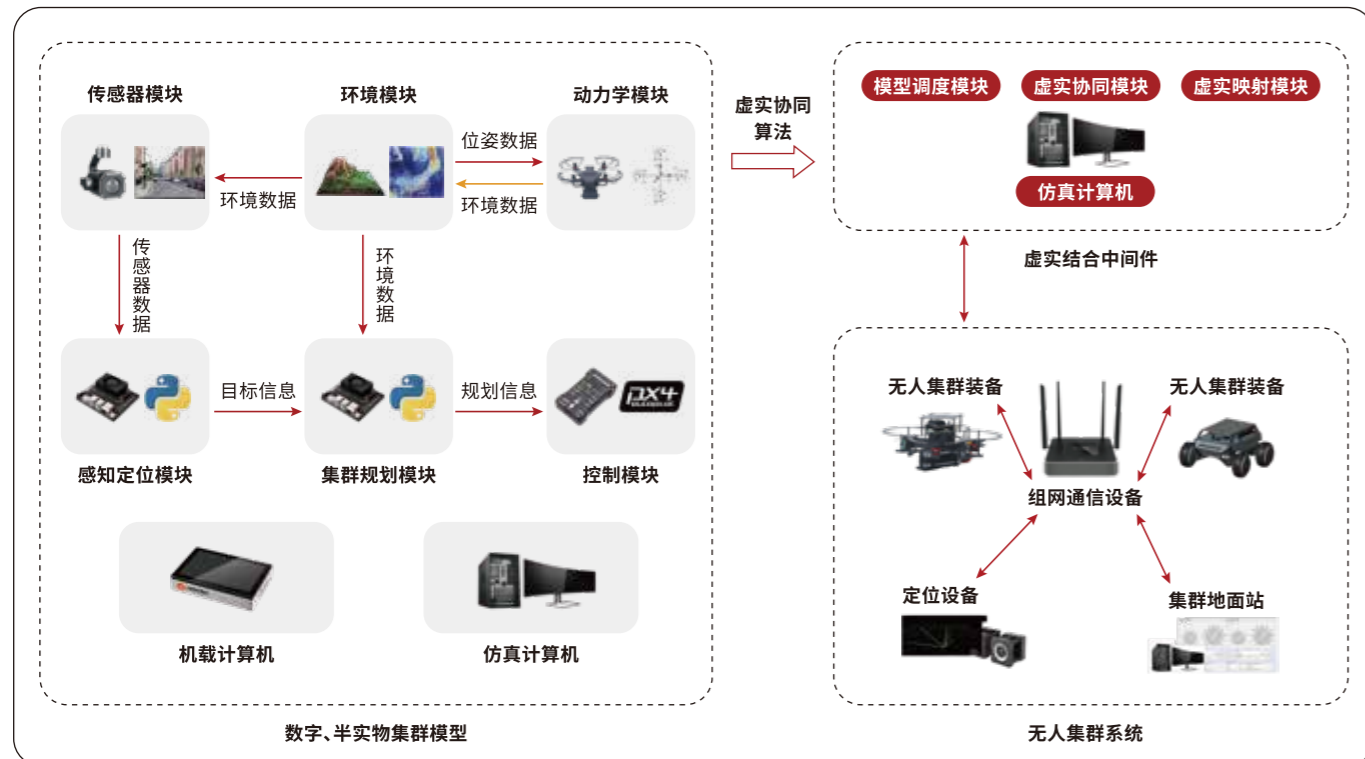 传感器模块
环境模块
动力学模块
位姿数据
环境数据
环境数据
传感器数据
环境数据
目标信息
规划信息
PX4
感知定位模块
集群规划模块
控制模块
机载计算机
仿真计算机
数字、半实物集群模型
虚实协同
算法
模型调度模块
虚实协同模块
虚实映射模块
仿真计算机
虚实结合中间件
无人集群装备
无人集群装备
组网通信设备
定位设备
集群地面站
无人集群系统